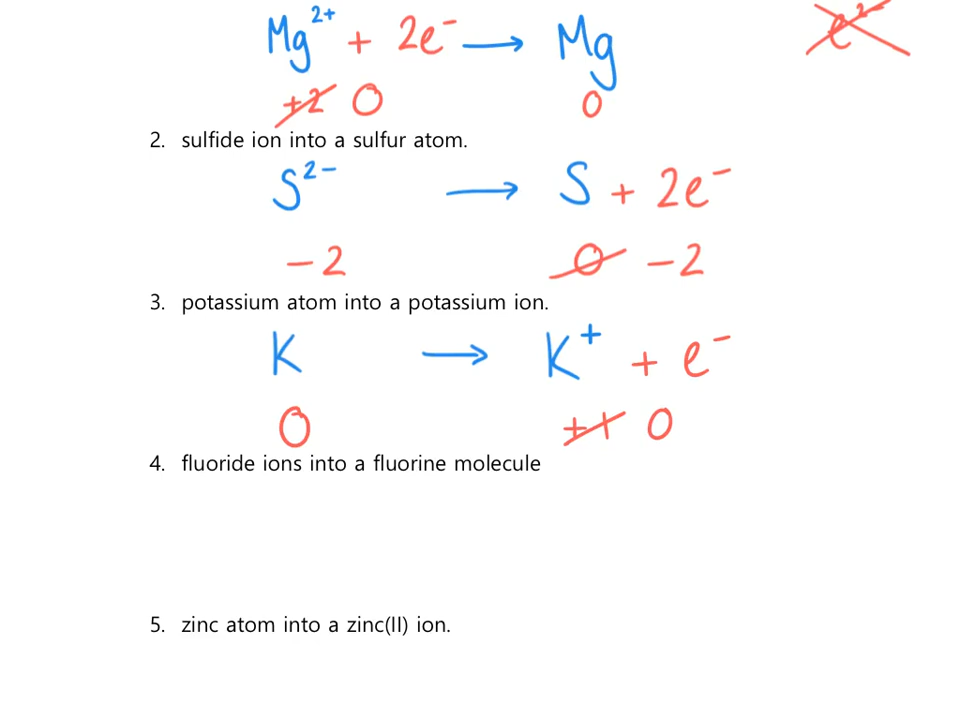 Mg²⁺ + 2e⁻ ⟶ Mg
e²⁻
+2 0 0
2. sulfide ion into a sulfur atom.
S²⁻ ⟶ S + 2e⁻
−2 0 −2
3. potassium atom into a potassium ion.
K ⟶ K⁺ + e⁻
0 +1 0
4. fluoride ions into a fluorine molecule
5. zinc atom into a zinc(II) ion.